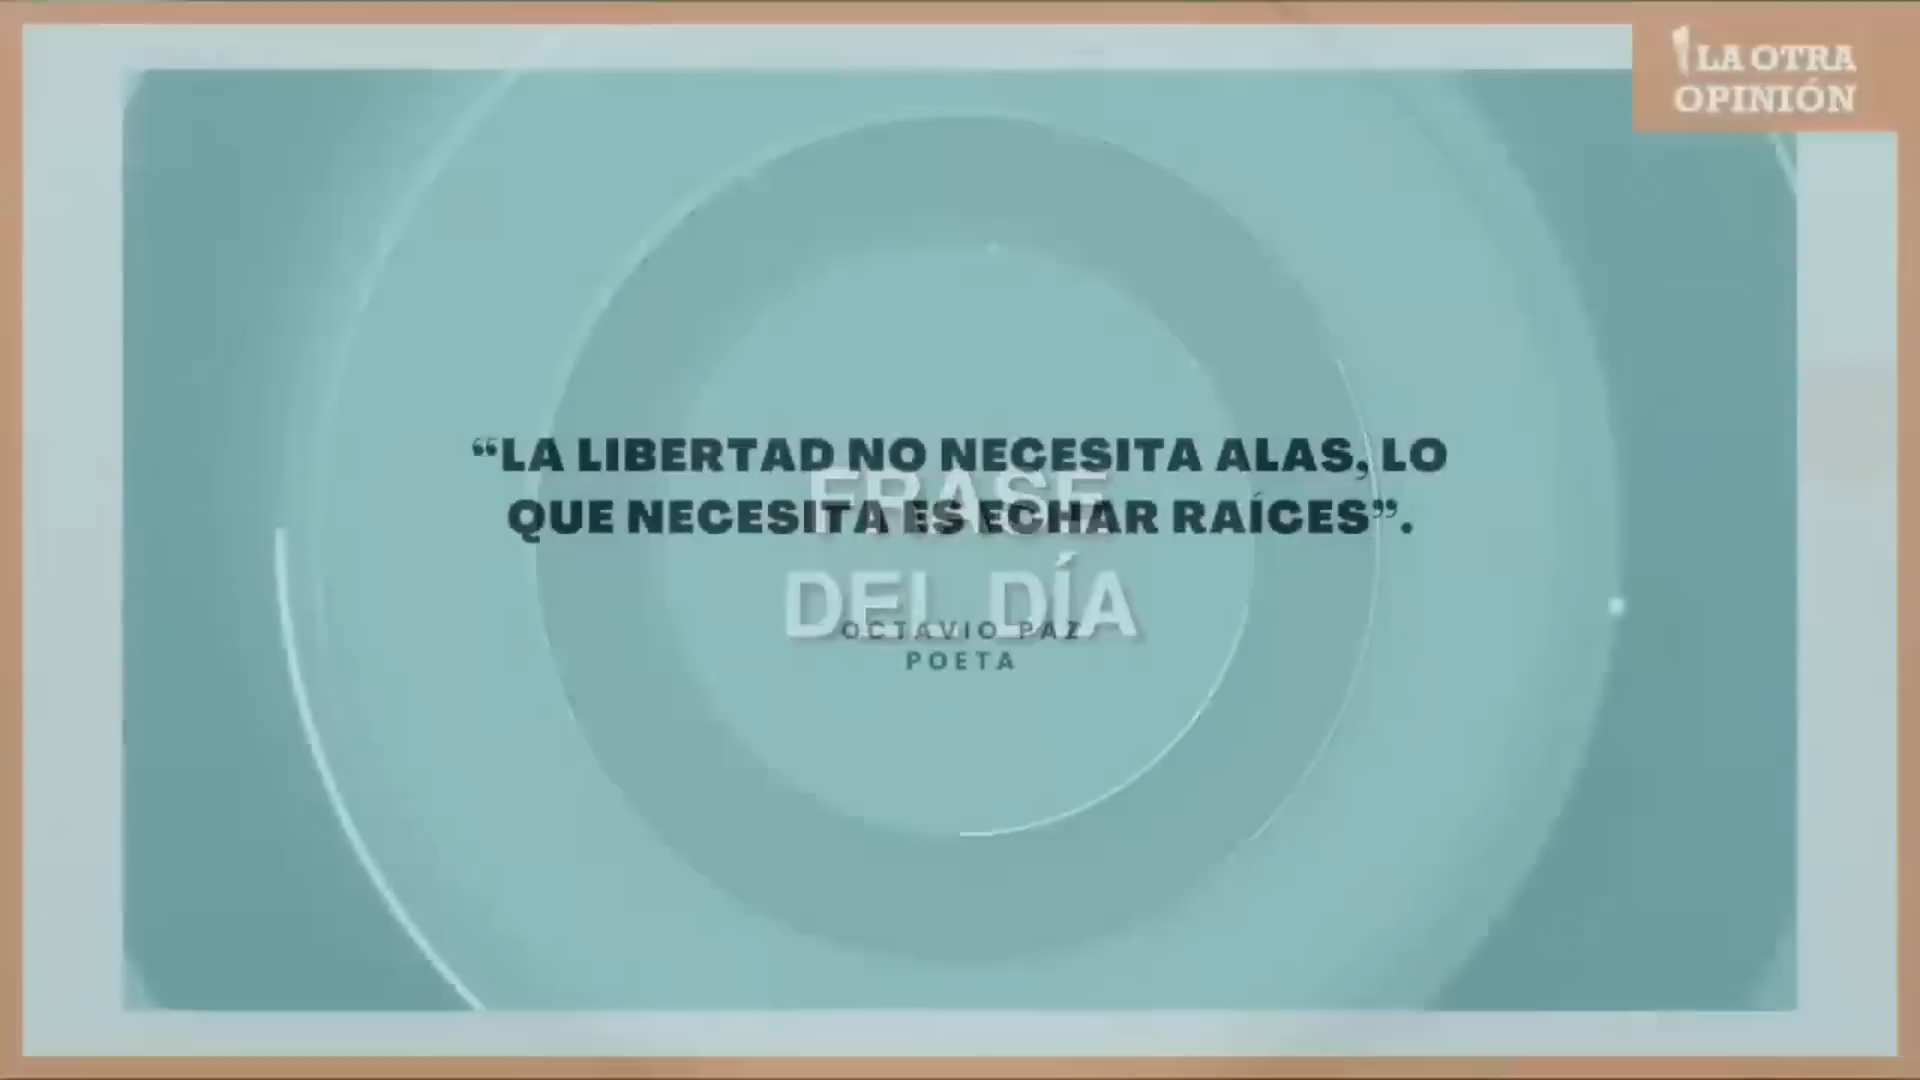 LA OTRA
OPINIÓN
“LA LIBERTAD NO NECESITA ALAS, LO
QUE NECESITA ES ECHAR RAÍCES”.
FRASE
DEL DÍA
OCTAVIO PAZ
POETA